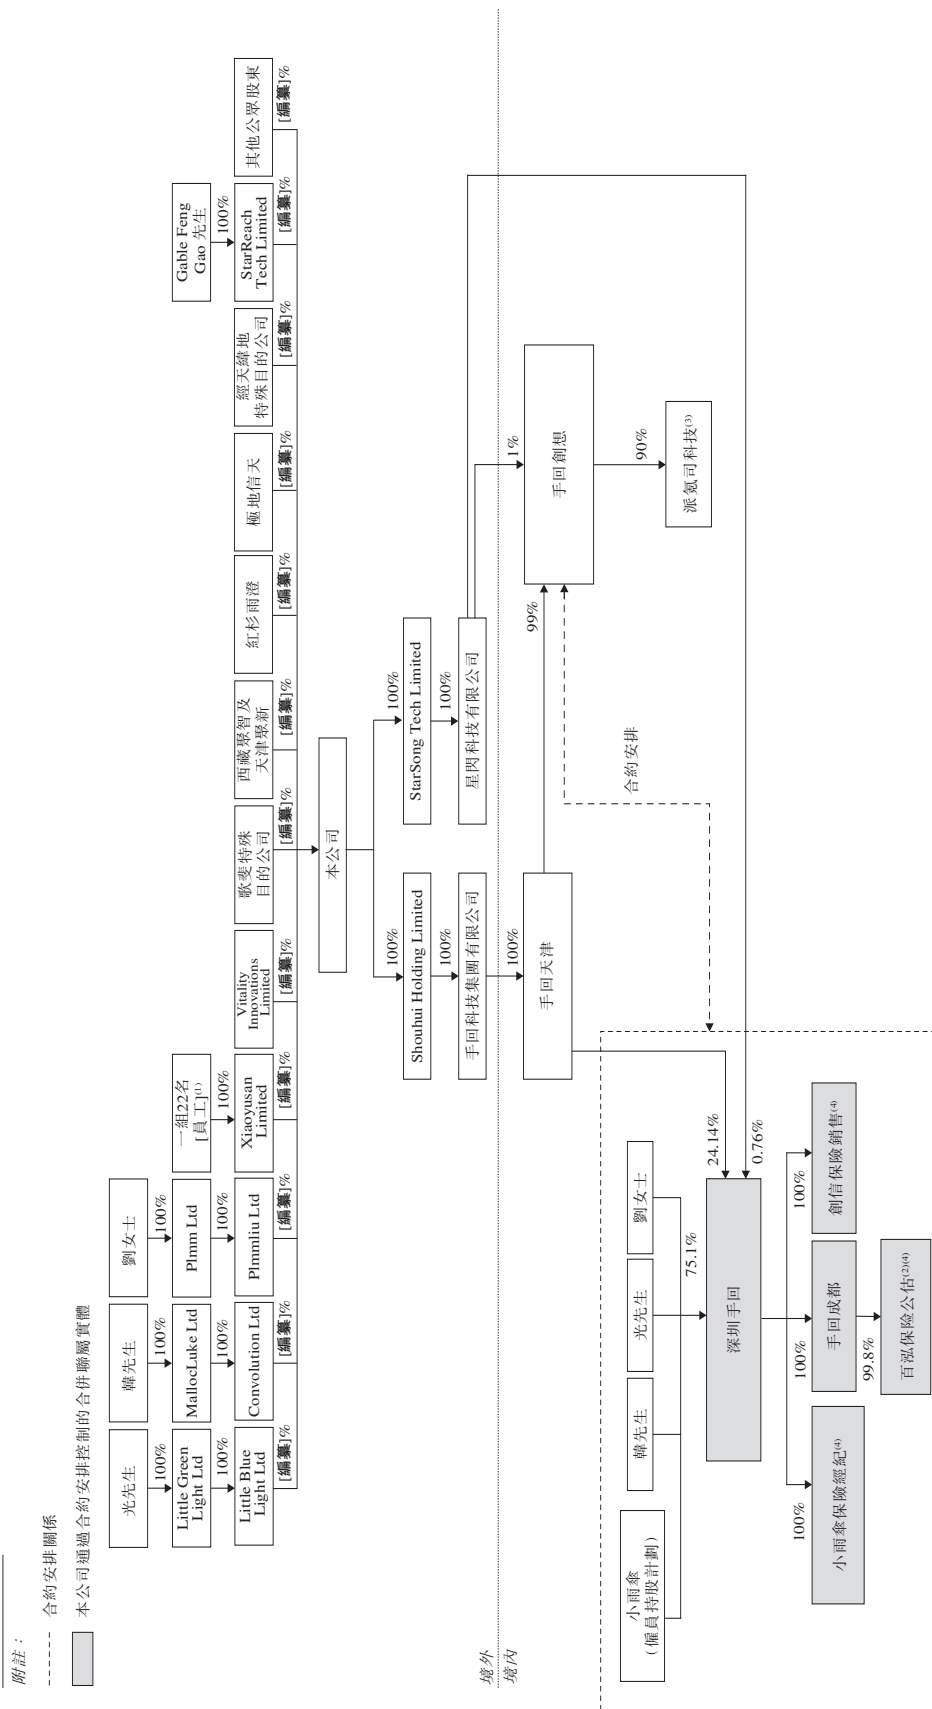 附註：
合約安排關係
本公司通過合約安排控制的合併聯屬實體
光先生
韓先生
劉女士
100%
100%
100%
Little Green
Light Ltd
MallocLuke Ltd
Plmm Ltd
一組22名
[員工](1)
Gable Feng
Gao 先生
100%
100%
100%
100%
100%
Little Blue
Light Ltd
Convolution Ltd
Plmmliu Ltd
Xiaoyusan
Limited
Vitality
Innovations
Limited
歌斐特殊
目的公司
西藏聚智及
天津聚新
紅杉雨澄
極地信天
經天緯地
特殊目的公司
StarReach
Tech Limited
其他公眾股東
[編纂]%
[編纂]%
[編纂]%
[編纂]%
[編纂]%
[編纂]%
[編纂]%
[編纂]%
[編纂]%
[編纂]%
[編纂]%
[編纂]%
本公司
100%
100%
Shouhui Holding Limited
StarSong Tech Limited
100%
100%
手回科技集團有限公司
星閃科技有限公司
境外
境內
100%
1%
手回天津
99%
手回創想
合約安排
90%
派氪司科技(3)
小雨傘
（僱員持股計劃）
韓先生
光先生
劉女士
75.1%
24.14%
0.76%
深圳手回
100%
100%
100%
小雨傘保險經紀(4)
手回成都
創信保險銷售(4)
99.8%
百泓保險公估(2)(4)